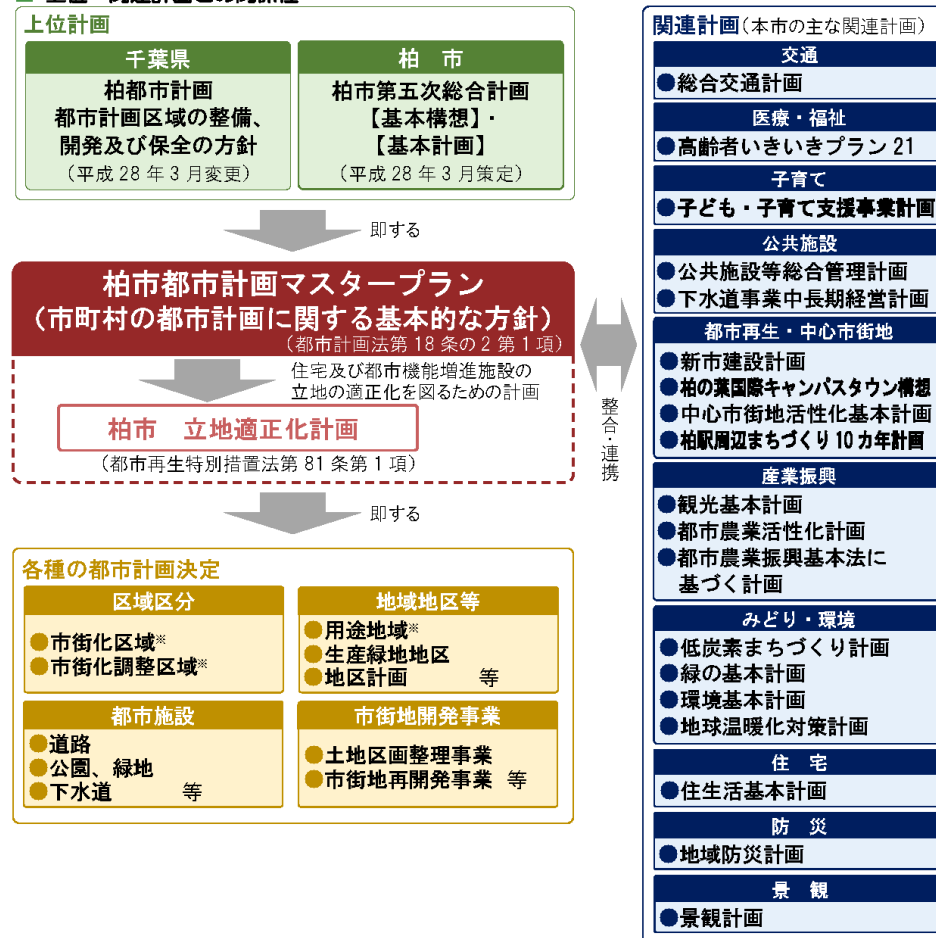 上位計画
千葉県
柏都市計画
都市計画区域の整備、
開発及び保全の方針
（平成28年3月変更）
柏　市
柏市第五次総合計画
【基本構想】・
【基本計画】
（平成28年3月策定）
即する
柏市都市計画マスタープラン
（市町村の都市計画に関する基本的な方針）
（都市計画法第18条の2第1項）
住宅及び都市機能増進施設の
立地の適正化を図るための計画
柏市　立地適正化計画
（都市再生特別措置法第81条第1項）
即する
整合・連携
各種の都市計画決定
区域区分
●市街化区域※
●市街化調整区域※
地域地区等
●用途地域※
●生産緑地地区
●地区計画　　　等
都市施設
●道路
●公園、緑地
●下水道　　　等
市街地開発事業
●土地区画整理事業
●市街地再開発事業　等
関連計画（本市の主な関連計画）
交通
●総合交通計画
医療・福祉
●高齢者いきいきプラン21
子育て
●子ども・子育て支援事業計画
公共施設
●公共施設等総合管理計画
●下水道事業中長期経営計画
都市再生・中心市街地
●新市建設計画
●柏の葉国際キャンパスタウン構想
●中心市街地活性化基本計画
●柏駅周辺まちづくり10カ年計画
産業振興
●観光基本計画
●都市農業活性化計画
●都市農業振興基本法に
基づく計画
みどり・環境
●低炭素まちづくり計画
●緑の基本計画
●環境基本計画
●地球温暖化対策計画
住　宅
●住生活基本計画
防　災
●地域防災計画
景　観
●景観計画